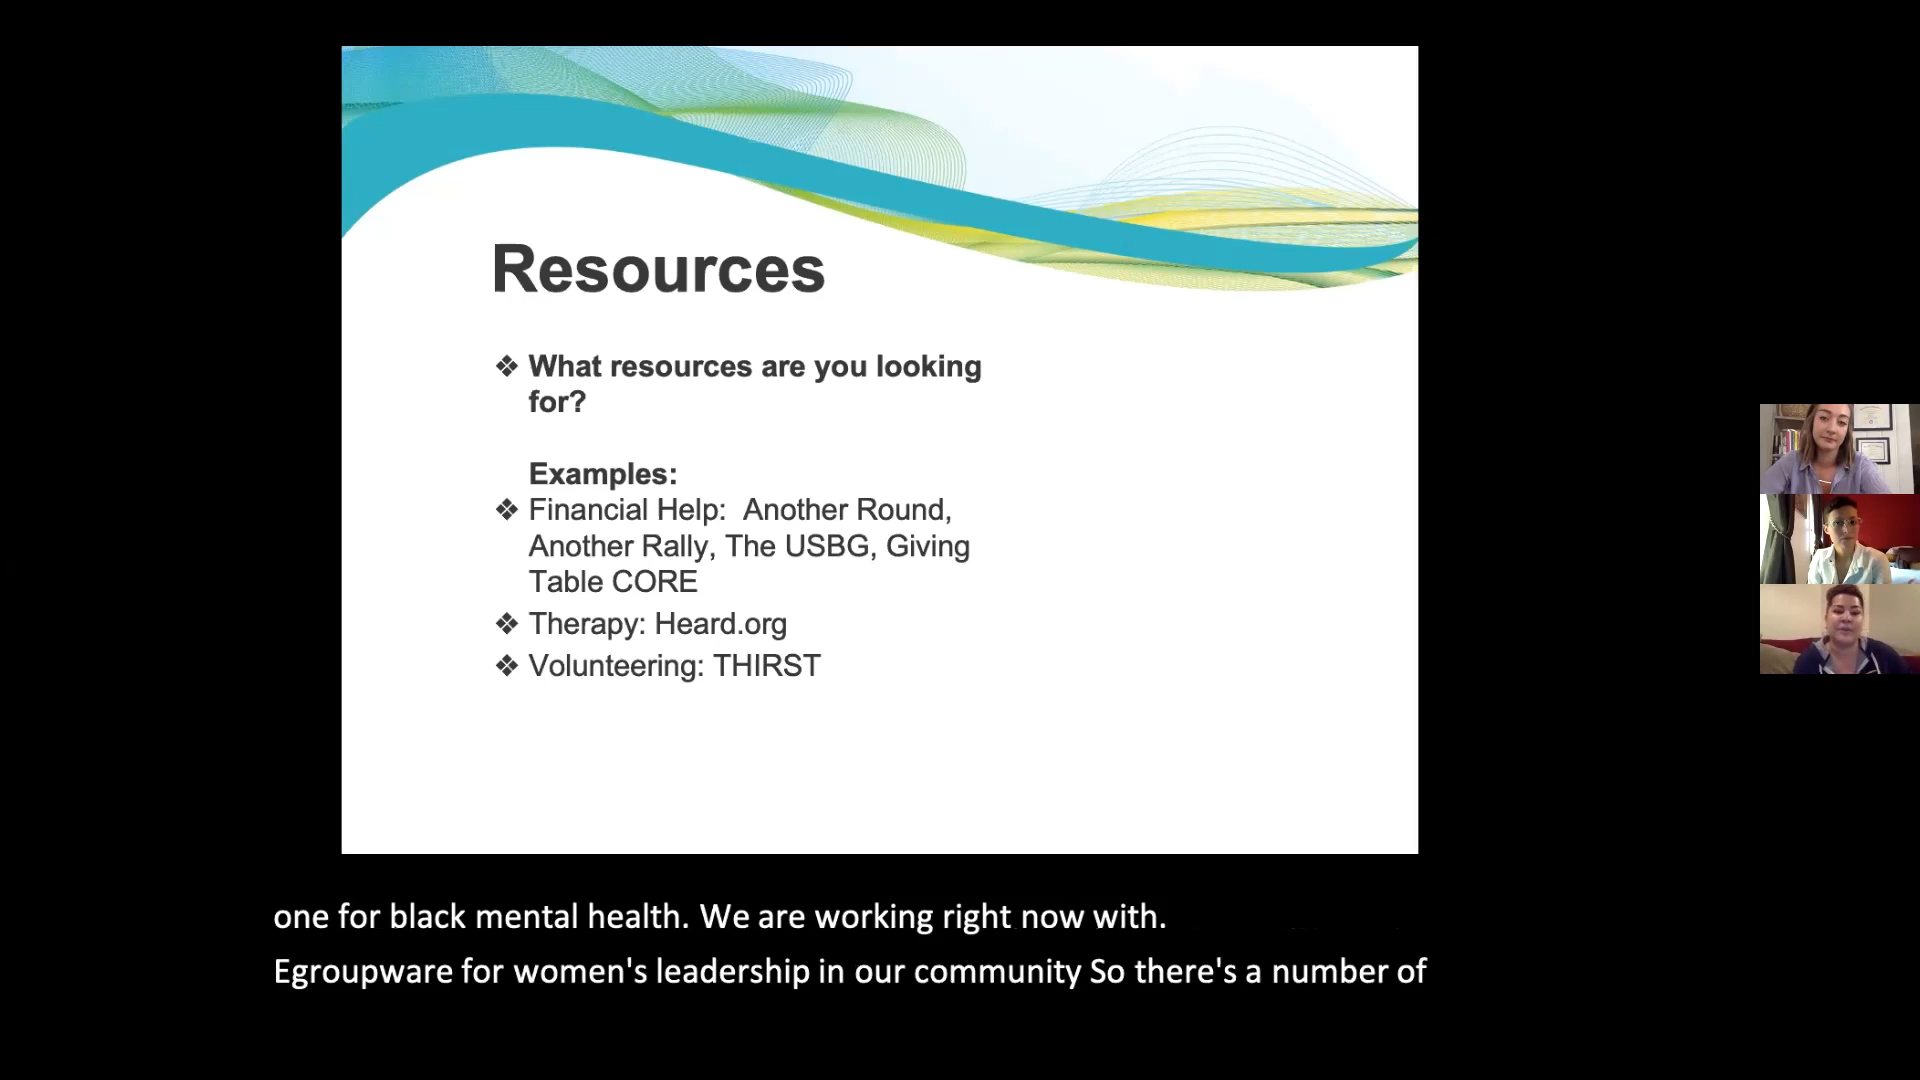 Resources
❖ What resources are you looking
for?
Examples:
❖ Financial Help:  Another Round,
Another Rally, The USBG, Giving
Table CORE
❖ Therapy: Heard.org
❖ Volunteering: THIRST
one for black mental health. We are working right now with.
Egroupware for women's leadership in our community So there's a number of